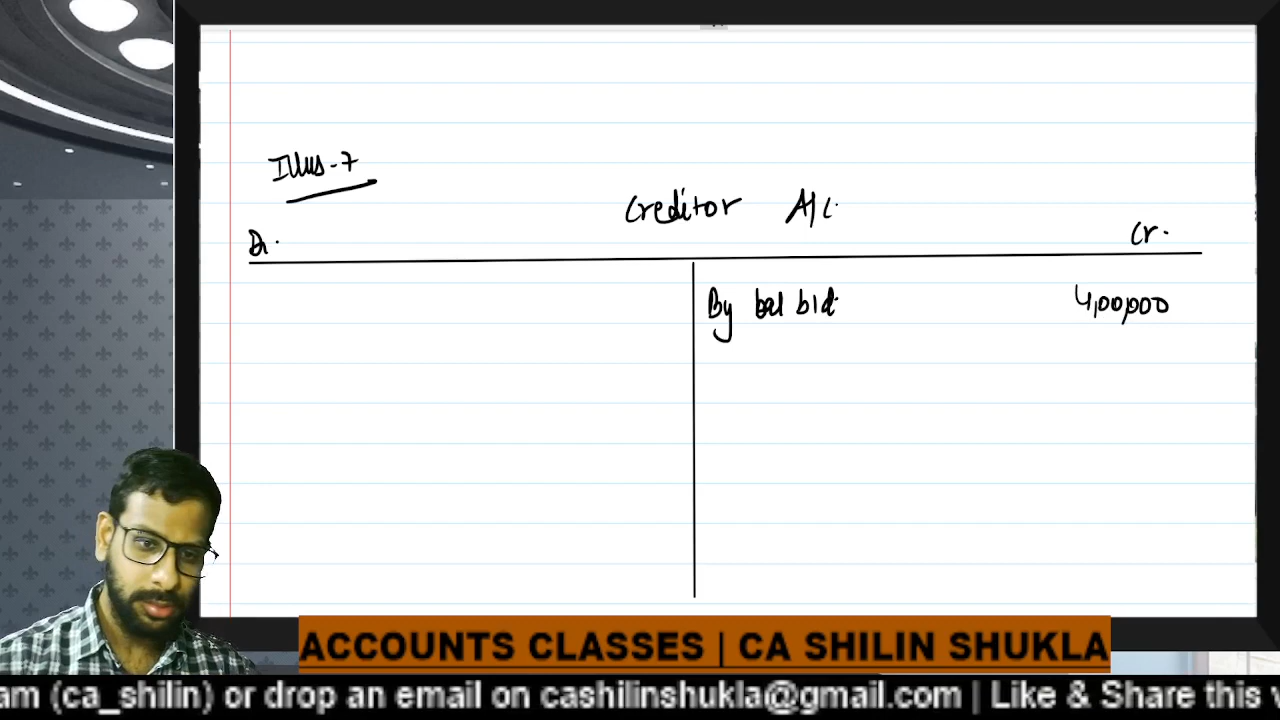 Illus-7
Creditor A/c.
Dr. Cr.
By bal b/d. 4,00,000
ACCOUNTS CLASSES | CA SHILIN SHUKLA
am (ca_shilin) or drop an email on cashilinshukla@gmail.com | Like & Share this v